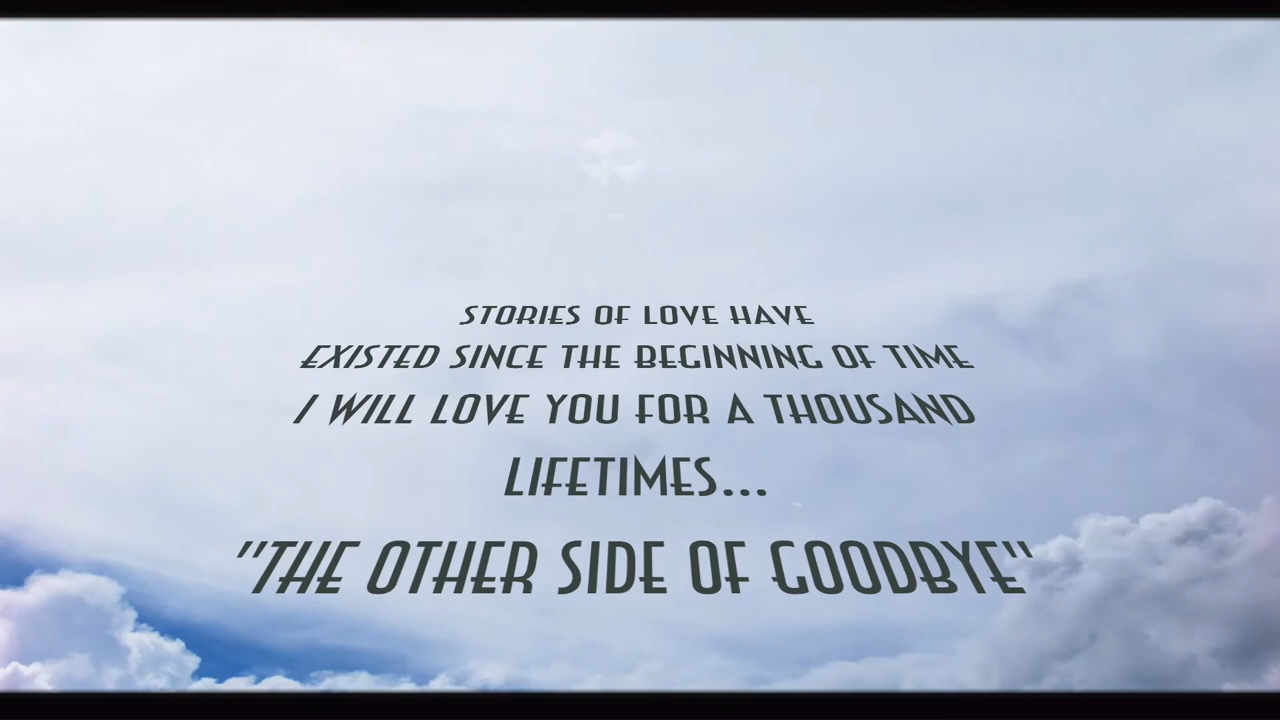 STORIES OF LOVE HAVE
EXISTED SINCE THE BEGINNING OF TIME
I WILL LOVE YOU FOR A THOUSAND
LIFETIMES...
"THE OTHER SIDE OF GOODBYE"